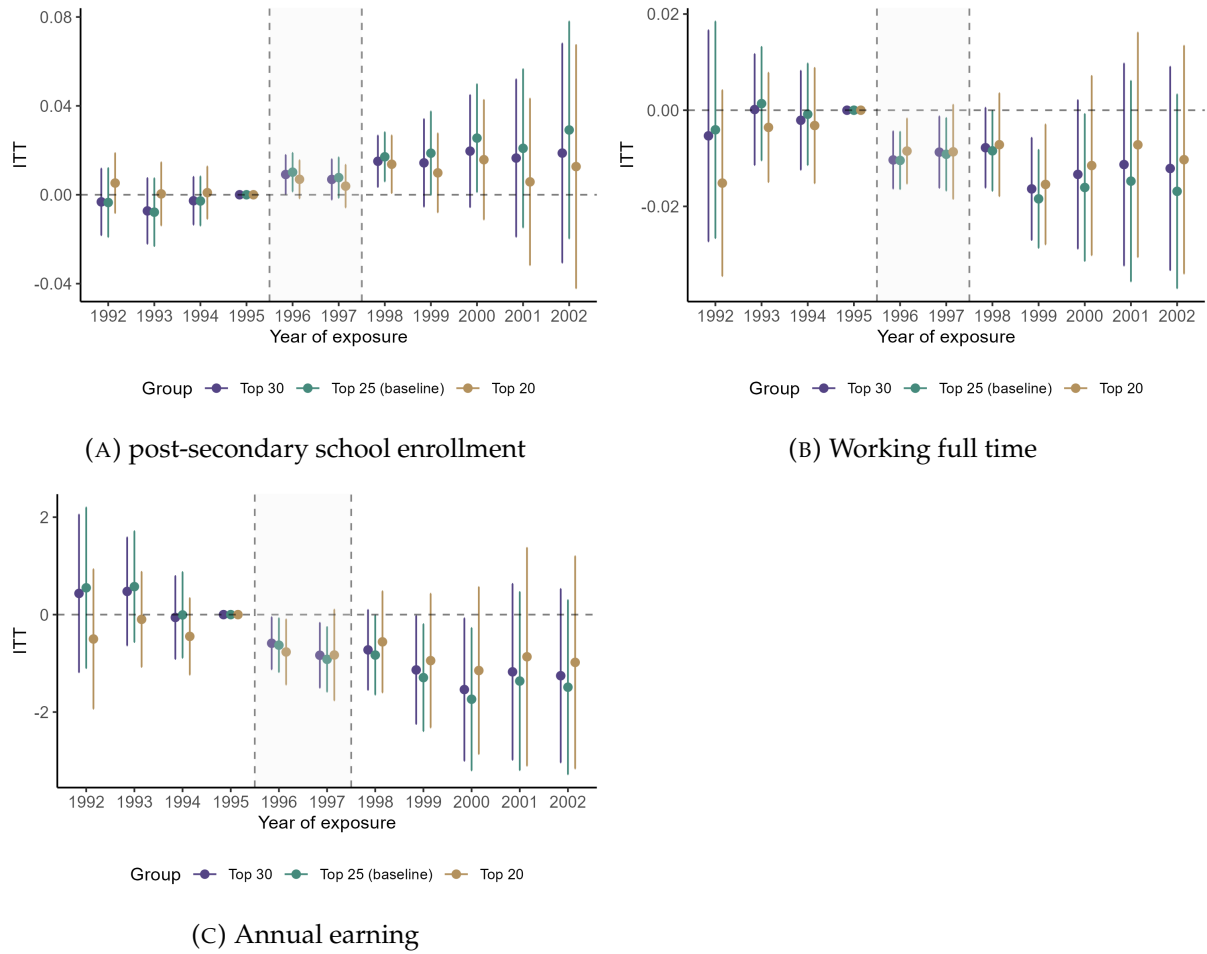 0.08
0.04
0.00
-0.04
ITT
1992 1993 1994 1995 1996 1997 1998 1999 2000 2001 2002
Year of exposure
Group Top 30 Top 25 (baseline) Top 20
(A) post-secondary school enrollment
0.02
0.00
-0.02
ITT
1992 1993 1994 1995 1996 1997 1998 1999 2000 2001 2002
Year of exposure
Group Top 30 Top 25 (baseline) Top 20
(B) Working full time
2
0
-2
ITT
1992 1993 1994 1995 1996 1997 1998 1999 2000 2001 2002
Year of exposure
Group Top 30 Top 25 (baseline) Top 20
(C) Annual earning